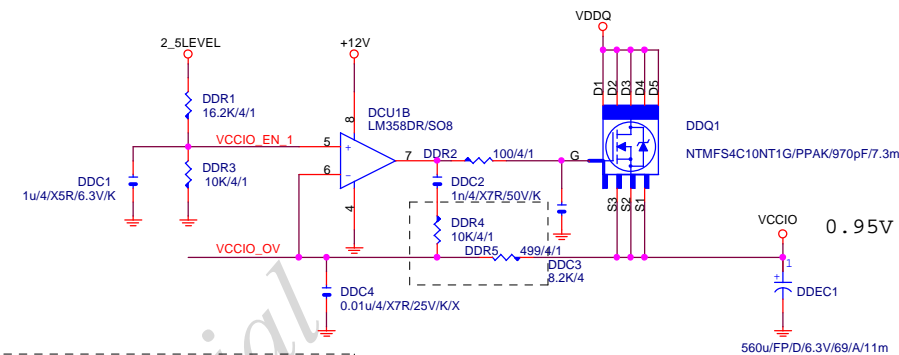 VDDQ
2_5LEVEL
+12V
D1
D2
D3
D4
D5
DDR1
16.2K/4/1
DCU1B
LM358DR/SO8
8
DDQ1
VCCIO_EN_1
5
+
7
DDR2
100/4/1
G
NTMFS4C10NT1G/PPAK/970pF/7.3m
6
-
DDR3
10K/4/1
DDC1
1u/4/X5R/6.3V/K
4
DDC2
1n/4/X7R/50V/K
S3
S2
S1
DDR4
10K/4/1
VCCIO
0.95V
VCCIO_OV
DDR5
499/4/1
DDC3
8.2K/4
1
+
DDC4
0.01u/4/X7R/25V/K/X
DDEC1
560u/FP/D/6.3V/69/A/11m
ial